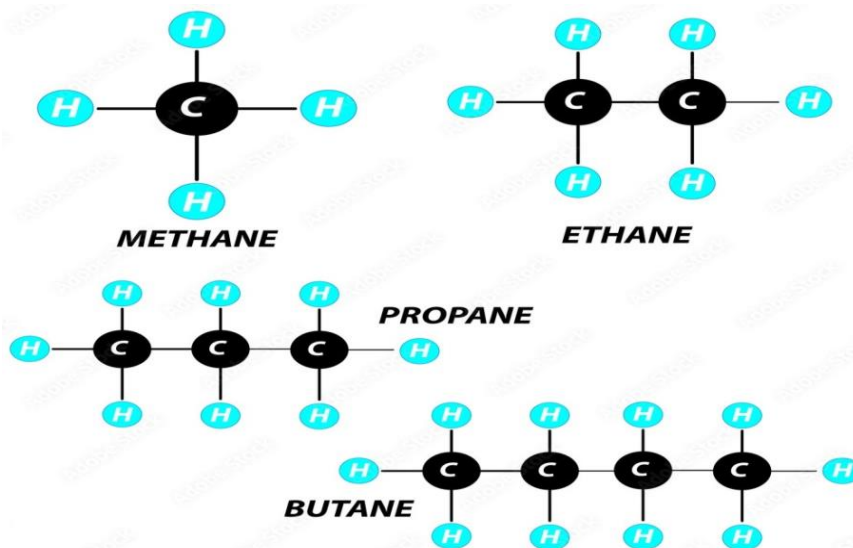 H
H C H
H
METHANE
H H
H C C H
H H
ETHANE
H H H
PROPANE
H C C C H
H H H
H H H H
H C C C C H
BUTANE
H H H H